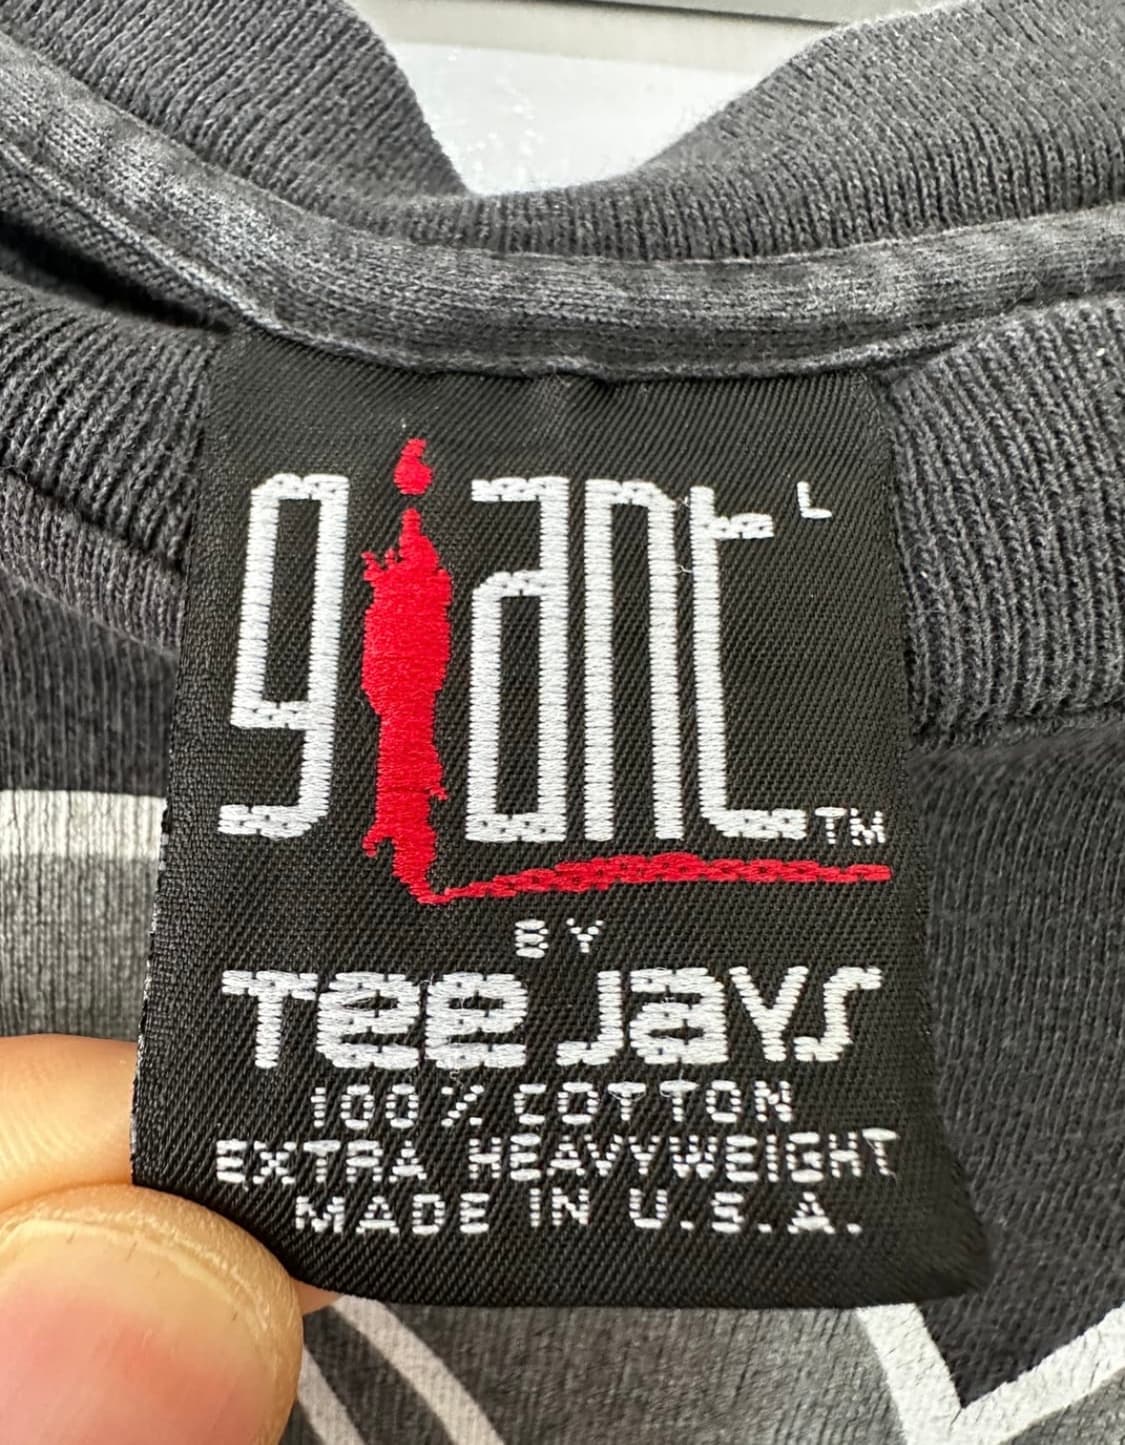 giant L
TM
BY
Tee Jays
100% COTTON
EXTRA HEAVYWEIGHT
MADE IN U.S.A.